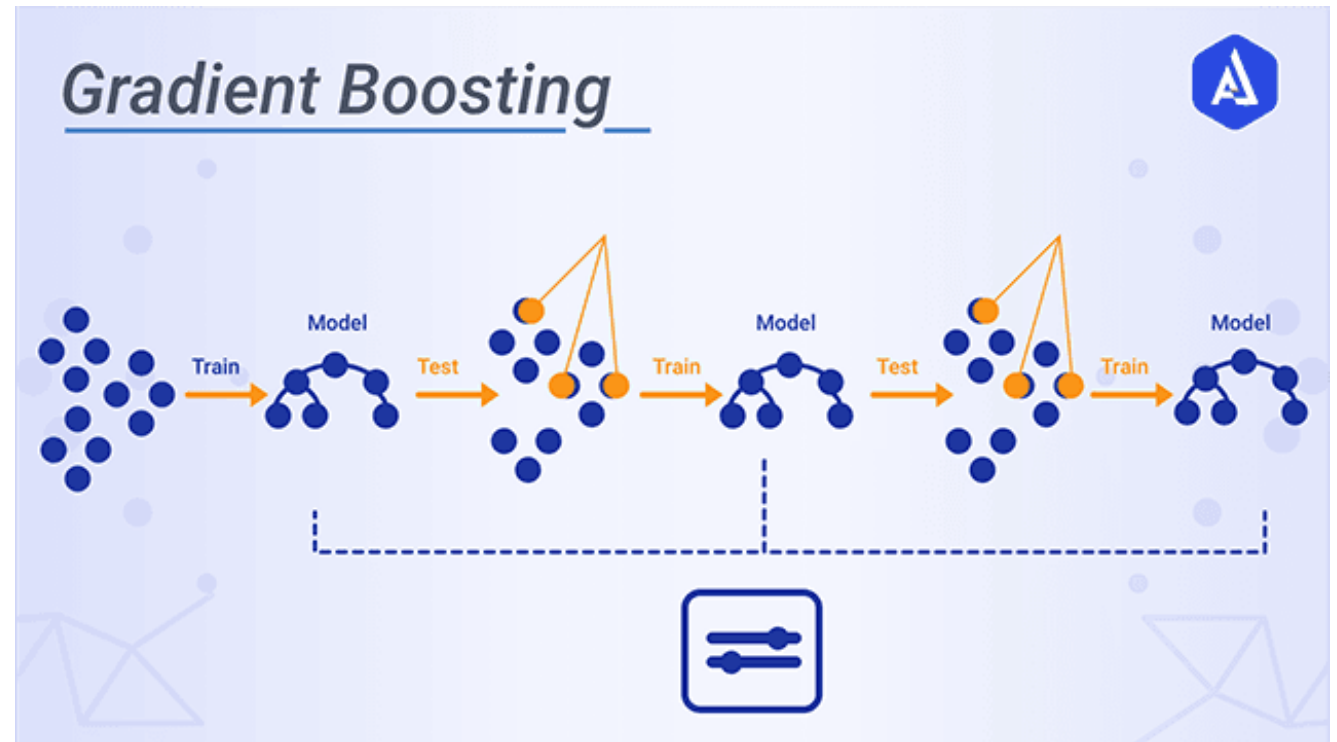 Gradient Boosting
Model
Model
Model
Train
Test
Train
Test
Train